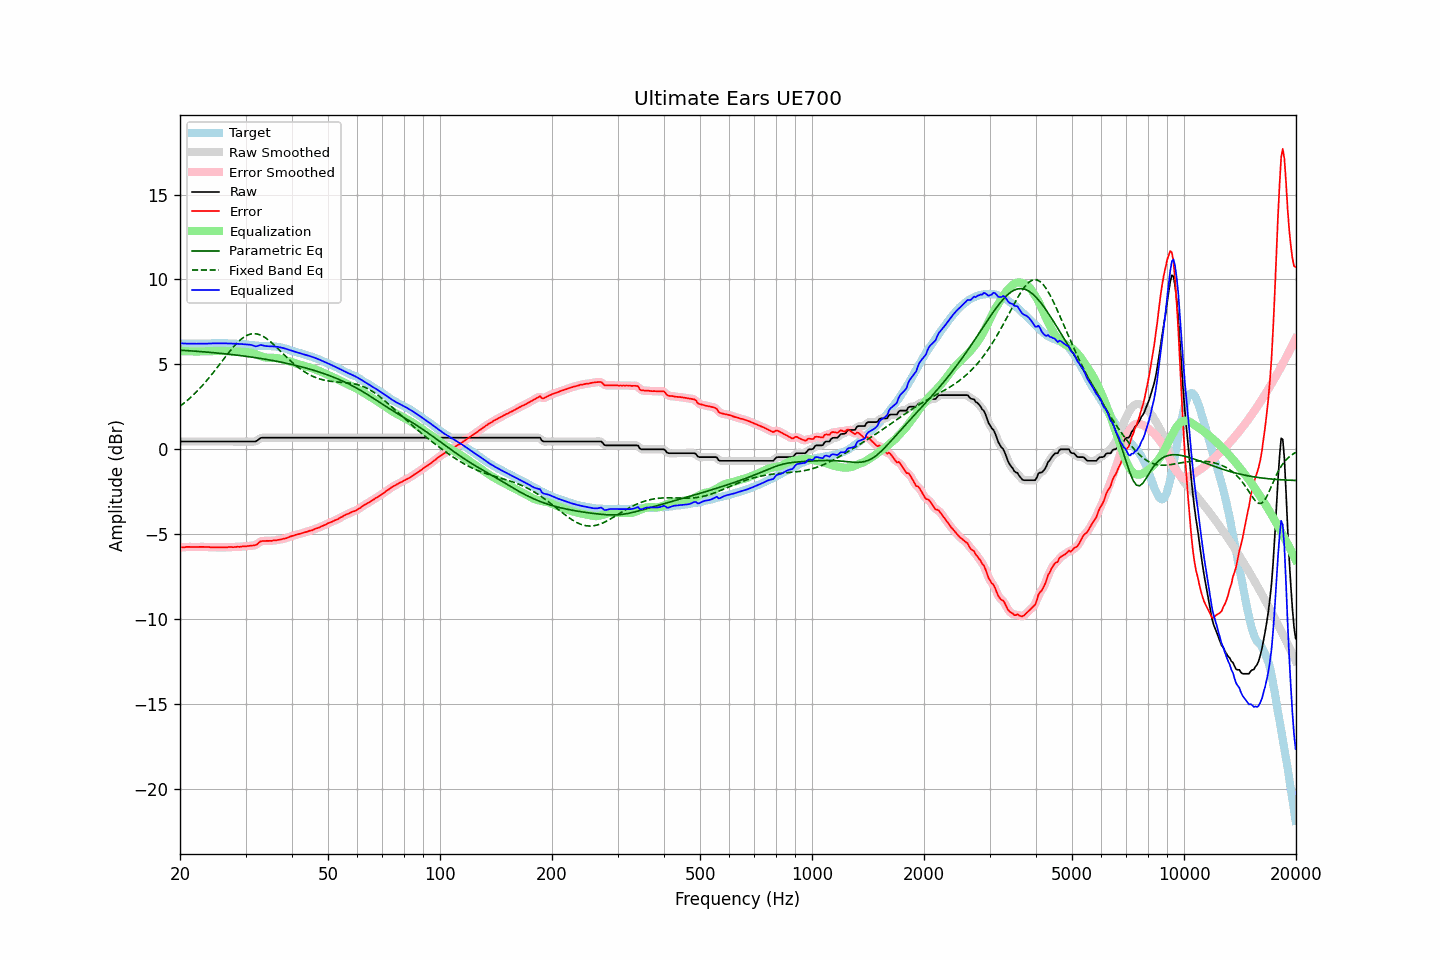 Ultimate Ears UE700
Target
Raw Smoothed
Error Smoothed
Raw
Error
Equalization
Parametric Eq
Fixed Band Eq
Equalized
Amplitude (dBr)
15
10
5
0
−5
−10
−15
−20
20
50
100
200
500
1000
2000
5000
10000
20000
Frequency (Hz)